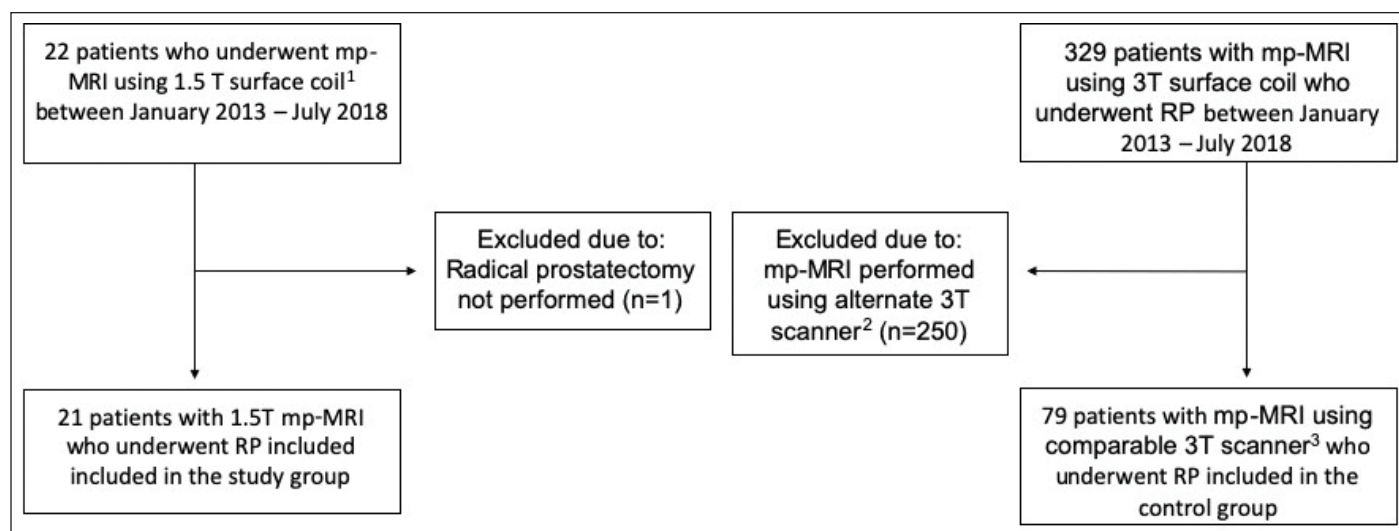 22 patients who underwent mp-
MRI using 1.5 T surface coil¹
between January 2013 – July 2018
329 patients with mp-MRI
using 3T surface coil who
underwent RP between January
2013 – July 2018
Excluded due to:
Radical prostatectomy
not performed (n=1)
Excluded due to:
mp-MRI performed
using alternate 3T
scanner² (n=250)
21 patients with 1.5T mp-MRI
who underwent RP included
included in the study group
79 patients with mp-MRI using
comparable 3T scanner³ who
underwent RP included in the
control group